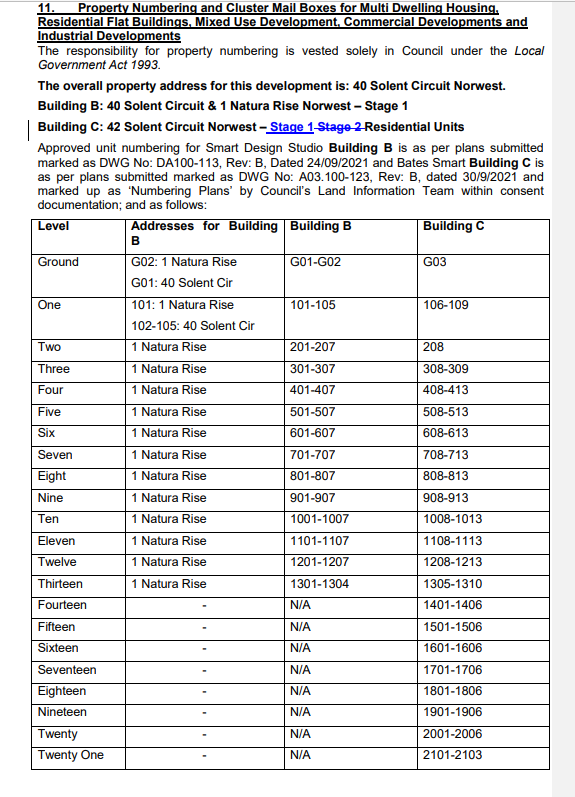 11. Property Numbering and Cluster Mail Boxes for Multi Dwelling Housing,
Residential Flat Buildings, Mixed Use Development, Commercial Developments and
Industrial Developments
The responsibility for property numbering is vested solely in Council under the Local
Government Act 1993.
The overall property address for this development is: 40 Solent Circuit Norwest.
Building B: 40 Solent Circuit & 1 Natura Rise Norwest – Stage 1
Building C: 42 Solent Circuit Norwest – Stage 1 Stage 2 Residential Units
Approved unit numbering for Smart Design Studio Building B is as per plans submitted
marked as DWG No: DA100-113, Rev: B, Dated 24/09/2021 and Bates Smart Building C is
as per plans submitted marked as DWG No: A03.100-123, Rev: B, dated 30/9/2021 and
marked up as ‘Numbering Plans’ by Council’s Land Information Team within consent
documentation; and as follows:
Level Addresses for Building B Building B Building C
Ground G02: 1 Natura Rise G01-G02 G03
G01: 40 Solent Cir
One 101: 1 Natura Rise 101-105 106-109
102-105: 40 Solent Cir
Two 1 Natura Rise 201-207 208
Three 1 Natura Rise 301-307 308-309
Four 1 Natura Rise 401-407 408-413
Five 1 Natura Rise 501-507 508-513
Six 1 Natura Rise 601-607 608-613
Seven 1 Natura Rise 701-707 708-713
Eight 1 Natura Rise 801-807 808-813
Nine 1 Natura Rise 901-907 908-913
Ten 1 Natura Rise 1001-1007 1008-1013
Eleven 1 Natura Rise 1101-1107 1108-1113
Twelve 1 Natura Rise 1201-1207 1208-1213
Thirteen 1 Natura Rise 1301-1304 1305-1310
Fourteen - N/A 1401-1406
Fifteen - N/A 1501-1506
Sixteen - N/A 1601-1606
Seventeen - N/A 1701-1706
Eighteen - N/A 1801-1806
Nineteen - N/A 1901-1906
Twenty - N/A 2001-2006
Twenty One - N/A 2101-2103